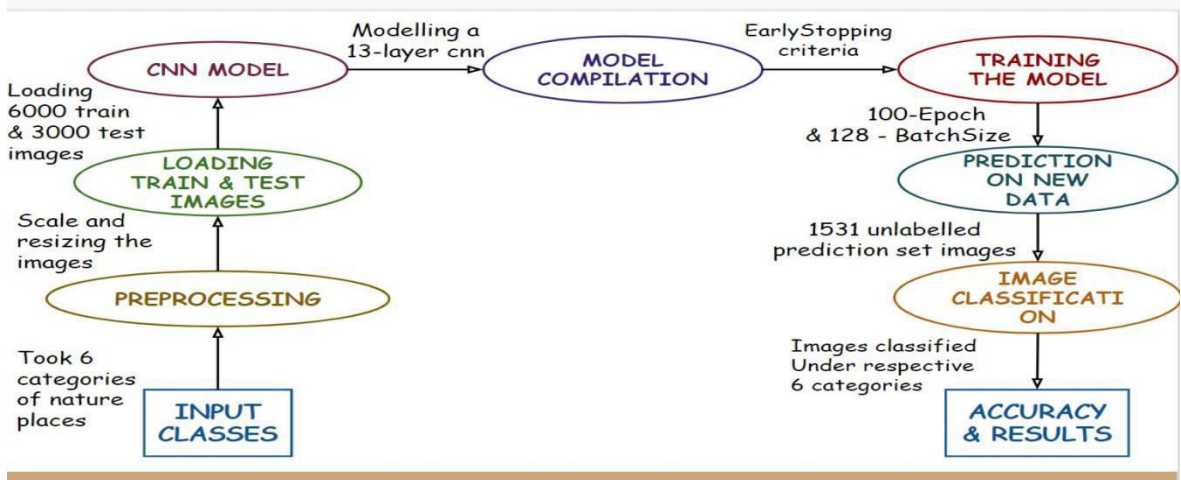 Took 6
categories
of nature
places
INPUT
CLASSES
PREPROCESSING
Scale and
resizing the
images
LOADING
TRAIN & TEST
IMAGES
Loading
6000 train
& 3000 test
images
CNN MODEL
Modelling a
13-layer cnn
MODEL
COMPILATION
EarlyStopping
criteria
TRAINING
THE MODEL
100-Epoch
& 128 - BatchSize
PREDICTION
ON NEW
DATA
1531 unlabelled
prediction set images
IMAGE
CLASSIFICATI
ON
Images classified
Under respective
6 categories
ACCURACY
& RESULTS